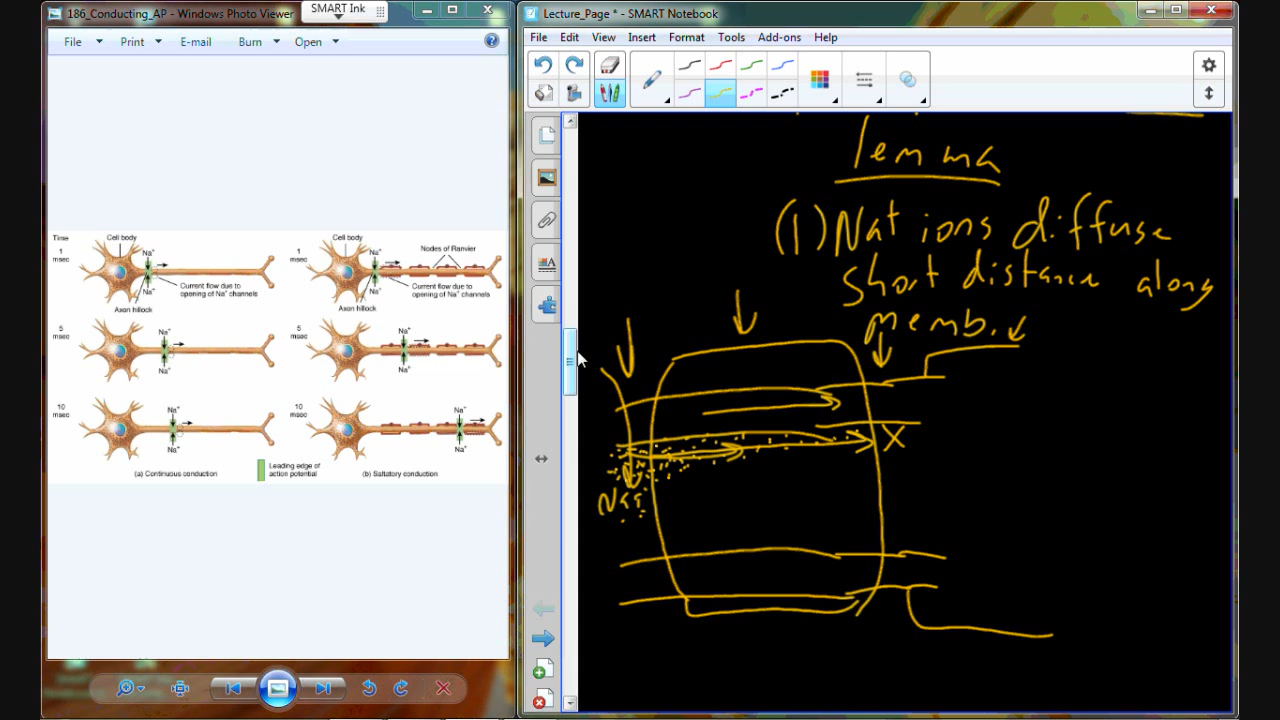 186_Conducting_AP - Windows Photo Viewer
SMART Ink
File Print E-mail Burn Open
Time
Cell body
Na+
1
msec
Na+
Current flow due to
opening of Na+ channels
Axon hillock
5
msec
Na+
Na+
10
msec
Na+
Na+
(a) Continuous conduction
Leading edge of
action potential
Cell body
Nodes of Ranvier
1
msec
Na+
Na+
Current flow due to
opening of Na+ channels
Axon hillock
5
msec
Na+
Na+
10
msec
Na+
Na+
(b) Saltatory conduction
Lecture_Page * - SMART Notebook
File Edit View Insert Format Tools Add-ons Help
lemma
(1) Na+ ions diffuse
short distance along
memb. ↓
X